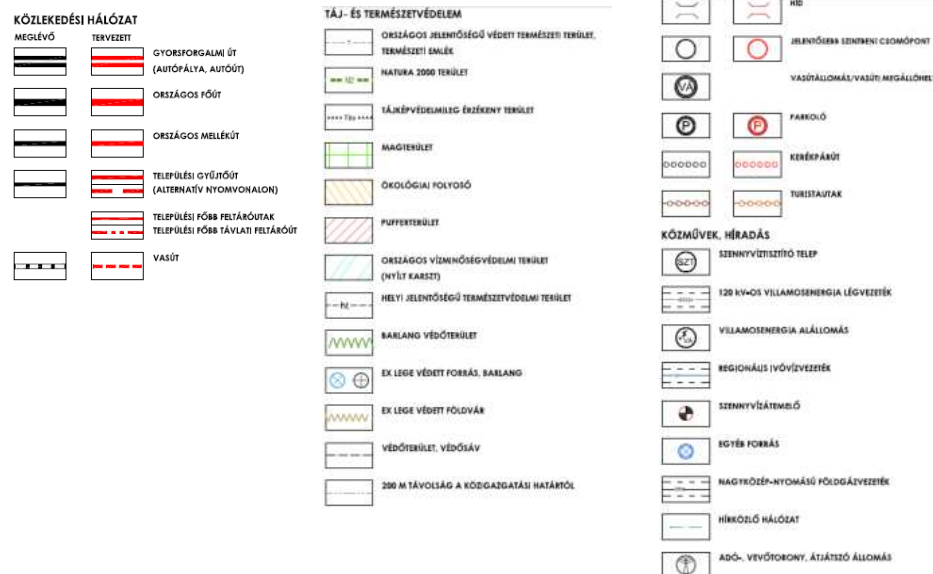 KÖZLEKEDÉSI HÁLÓZAT
MEGLÉVŐ
TERVEZETT
GYORSFORGALMI ÚT
(AUTÓPÁLYA, AUTÓÚT)
ORSZÁGOS FŐÚT
ORSZÁGOS MELLÉKÚT
TELEPÜLÉSI GYŰJTŐÚT
(ALTERNATÍV NYOMVONALON)
TELEPÜLÉSI FŐBB FELTÁRÓUTAK
TELEPÜLÉSI FŐBB TÁVLATI FELTÁRÓÚT
VASÚT
TÁJ- ÉS TERMÉSZETVÉDELEM
ORSZÁGOS JELENTŐSÉGŰ VÉDETT TERMÉSZETI TERÜLET,
TERMÉSZETI EMLÉK
N2
NATURA 2000 TERÜLET
TÁJKÉPVÉDELMILEG ÉRZÉKENY TERÜLET
MAGTERÜLET
ÖKOLÓGIAI FOLYOSÓ
PUFFERTERÜLET
ORSZÁGOS VÍZMINŐSÉGVÉDELMI TERÜLET
(NYÍLT KARSZT)
ht
HELYI JELENTŐSÉGŰ TERMÉSZETVÉDELMI TERÜLET
BARLANG VÉDŐTERÜLET
EX LEGE VÉDETT FORRÁS, BARLANG
EX LEGE VÉDETT FÖLDVÁR
VÉDŐTERÜLET, VÉDŐSÁV
200 M TÁVOLSÁG A KÖZIGAZGATÁSI HATÁRTÓL
HÍD
JELENTŐSEBB SZINTBENI CSOMÓPONT
VÁ
VASÚTÁLLOMÁS/VASÚTI MEGÁLLÓHEL
P
P
PARKOLÓ
KERÉKPÁRÚT
TURISTAUTAK
KÖZMŰVEK, HÍRADÁS
SZT
SZENNYVÍZTISZTÍTÓ TELEP
120 kV-OS VILLAMOSENERGIA LÉGVEZETÉK
VILLAMOSENERGIA ALÁLLOMÁS
REGIONÁLIS IVÓVÍZVEZETÉK
SZENNYVÍZÁTEMELŐ
EGYÉB FORRÁS
NAGYKÖZÉP-NYOMÁSÚ FÖLDGÁZVEZETÉK
HÍRKÖZLŐ HÁLÓZAT
ADÓ-, VEVŐTORONY, ÁTJÁTSZÓ ÁLLOMÁS